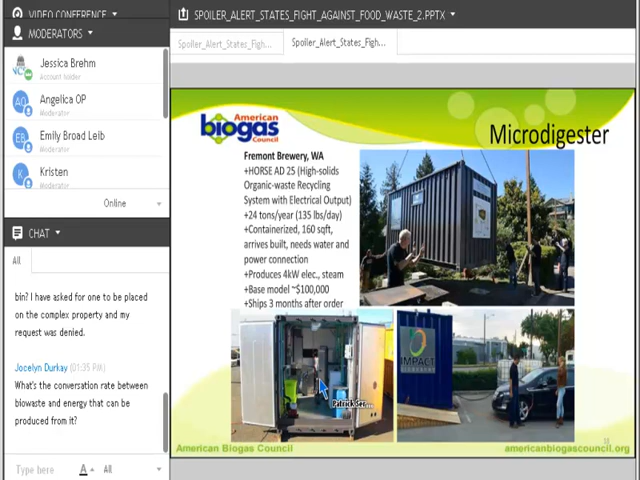 VIDEO CONFERENCE
MODERATORS
Jessica Brehm
Account holder
AO
Angelica OP
Moderator
EB
Emily Broad Leib
Moderator
K
Kristen
Moderator
Online
CHAT
All
bin? I have asked for one to be placed
on the complex property and my
request was denied.
Jocelyn Durkay (01:35 PM)
What's the conversation rate between
biowaste and energy that can be
produced from it?
Type here
A
All
SPOILER_ALERT_STATES_FIGHT_AGAINST_FOOD_WASTE_2.PPTX
Spoiler_Alert_States_Figh...
Spoiler_Alert_States_Figh...
American
biogas
Council
Microdigester
Fremont Brewery, WA
+HORSE AD 25 (High-solids
Organic-waste Recycling
System with Electrical Output)
+24 tons/year (135 lbs/day)
+Containerized, 160 sqft,
arrives built, needs water and
power connection
+Produces 4kW elec., steam
+Base model ~$100,000
+Ships 3 months after order
IMPACT
Patrick Ser...
American Biogas Council
americanbiogascouncil.org